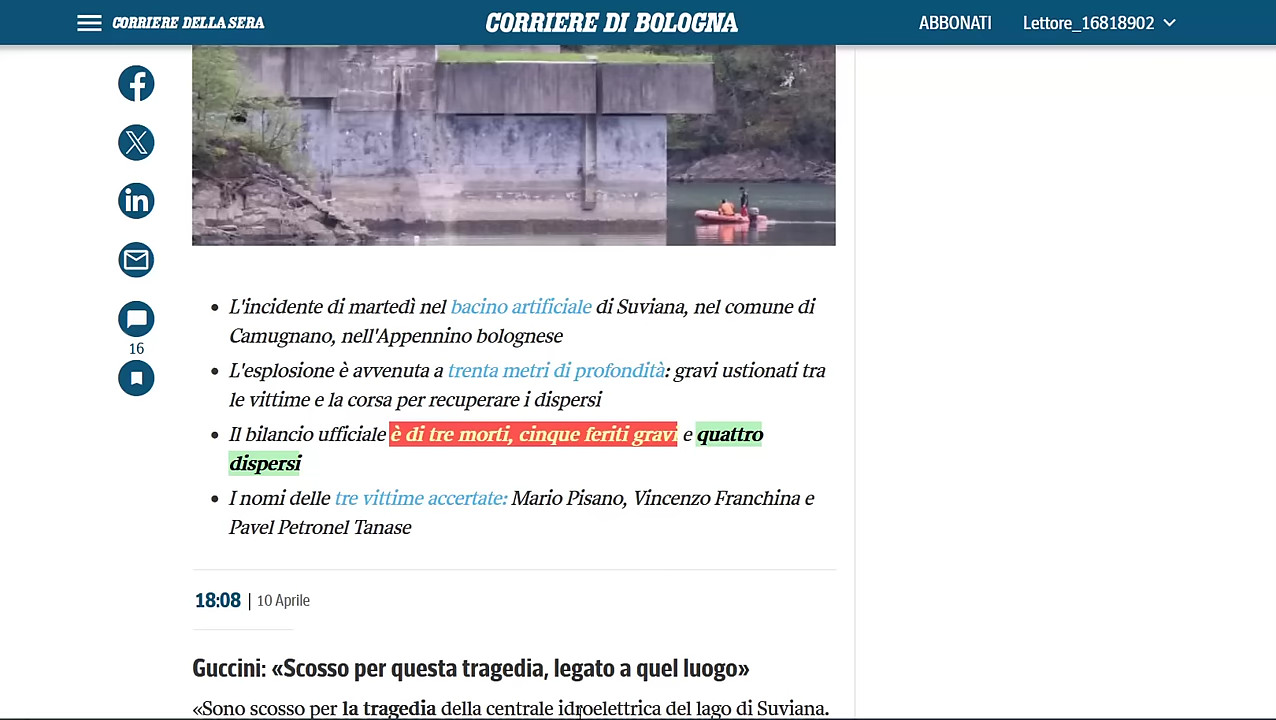 CORRIERE DELLA SERA
CORRIERE DI BOLOGNA
ABBONATI
Lettore_16818902
16
L'incidente di martedì nel bacino artificiale di Suviana, nel comune di
Camugnano, nell'Appennino bolognese
L'esplosione è avvenuta a trenta metri di profondità: gravi ustionati tra
le vittime e la corsa per recuperare i dispersi
Il bilancio ufficiale è di tre morti, cinque feriti gravi e quattro
dispersi
I nomi delle tre vittime accertate: Mario Pisano, Vincenzo Franchina e
Pavel Petronel Tanase
18:08 | 10 Aprile
Guccini: «Scosso per questa tragedia, legato a quel luogo»
«Sono scosso per la tragedia della centrale idroelettrica del lago di Suviana.